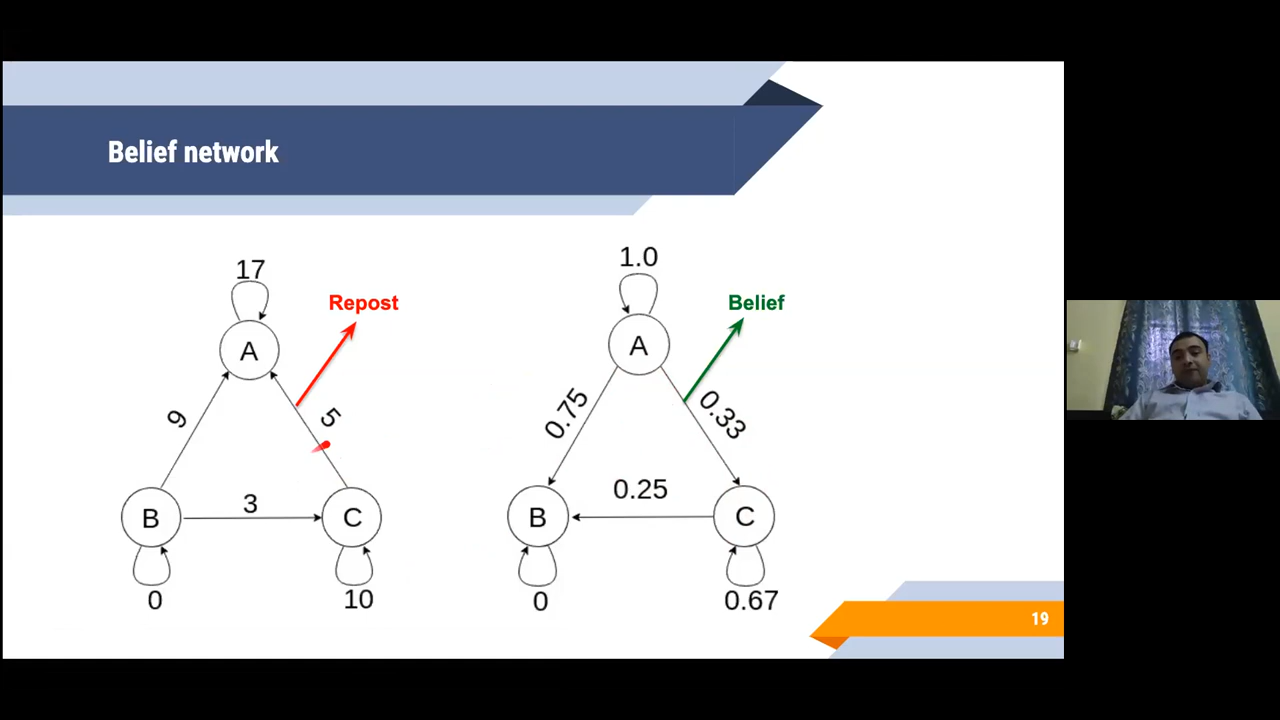 Belief network
17
Repost
A
9
5
B
3
C
0
10
1.0
Belief
A
0.75
0.33
0.25
B
C
0
0.67
19